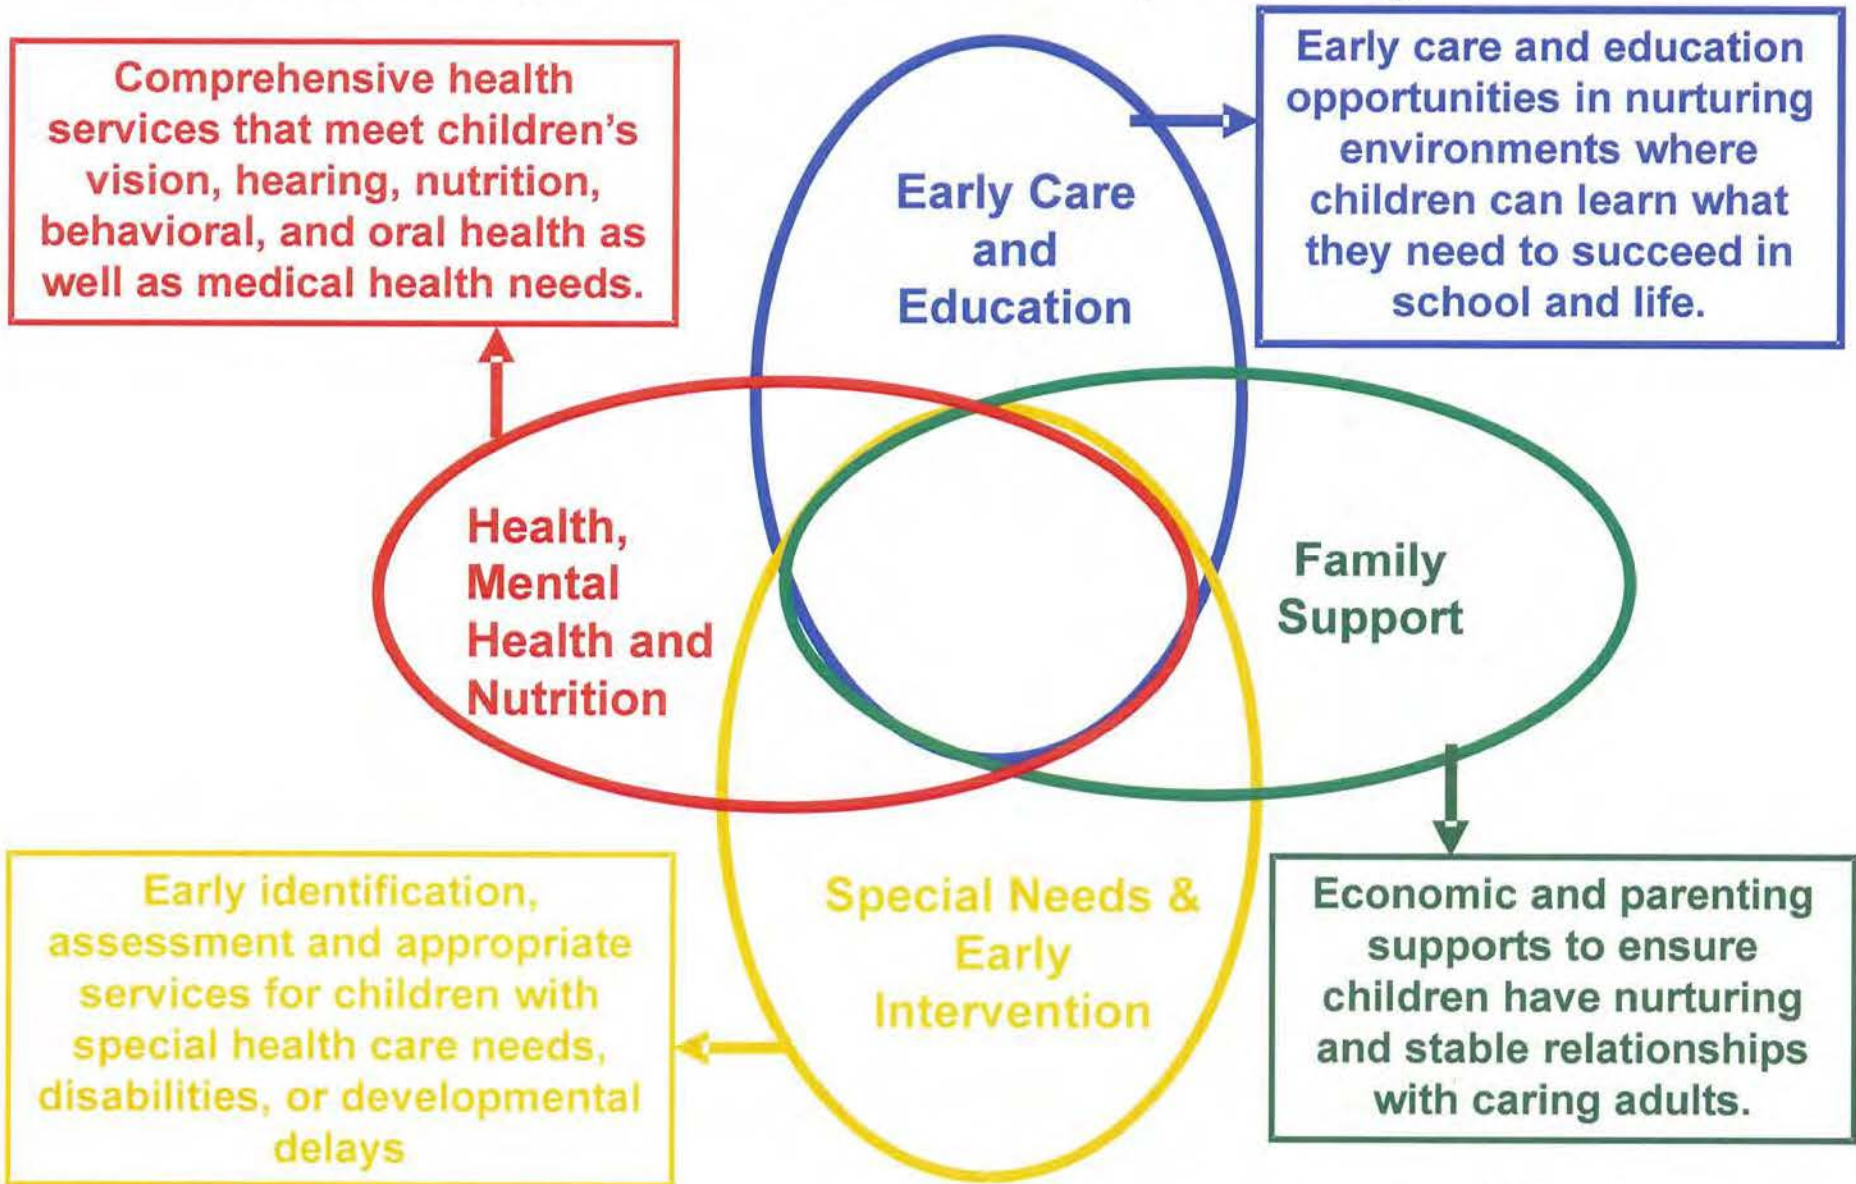 Comprehensive health
services that meet children's
vision, hearing, nutrition,
behavioral, and oral health as
well as medical health needs.
Early Care
and
Education
Early care and education
opportunities in nurturing
environments where
children can learn what
they need to succeed in
school and life.
Health,
Mental
Health and
Nutrition
Family
Support
Early identification,
assessment and appropriate
services for children with
special health care needs,
disabilities, or developmental
delays
Special Needs &
Early
Intervention
Economic and parenting
supports to ensure
children have nurturing
and stable relationships
with caring adults.